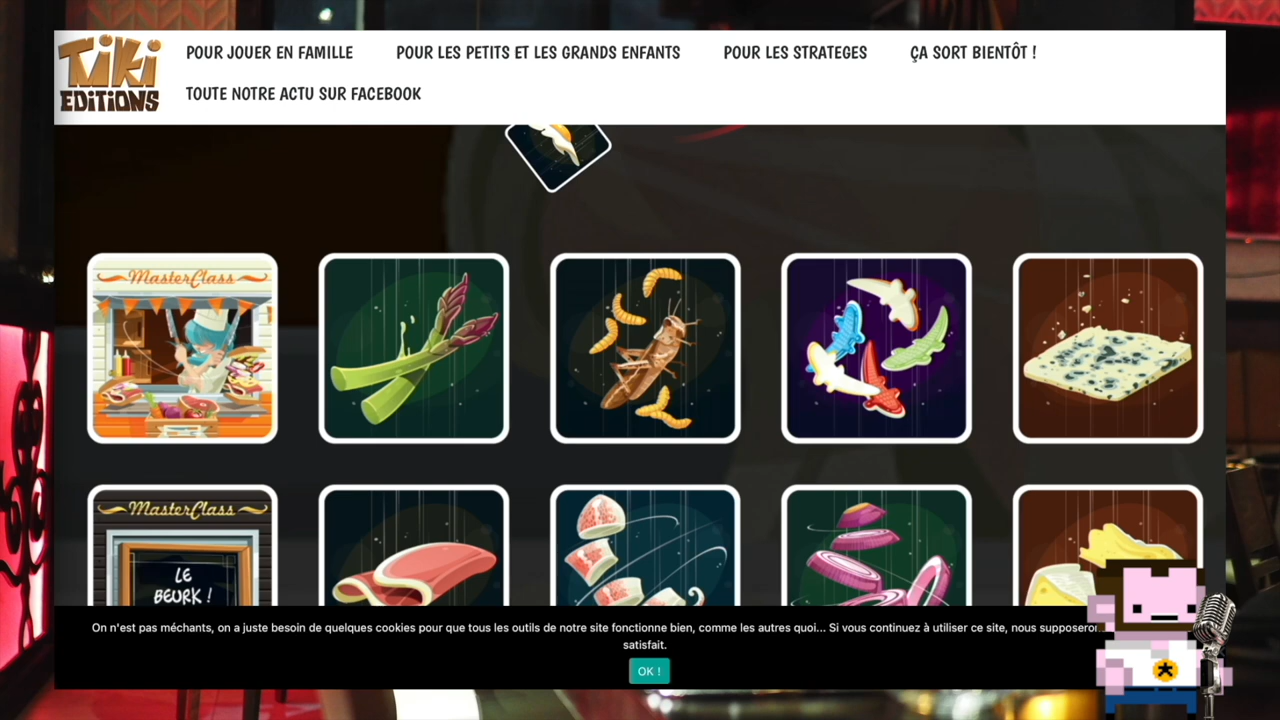 TiKi
EDITIONS
POUR JOUER EN FAMILLE
POUR LES PETITS ET LES GRANDS ENFANTS
POUR LES STRATEGES
ÇA SORT BIENTÔT !
TOUTE NOTRE ACTU SUR FACEBOOK
MasterClass
MasterClass
LE
BEURK !
On n'est pas méchants, on a juste besoin de quelques cookies pour que tous les outils de notre site fonctionne bien, comme les autres quoi... Si vous continuez à utiliser ce site, nous supposeron
satisfait.
OK !